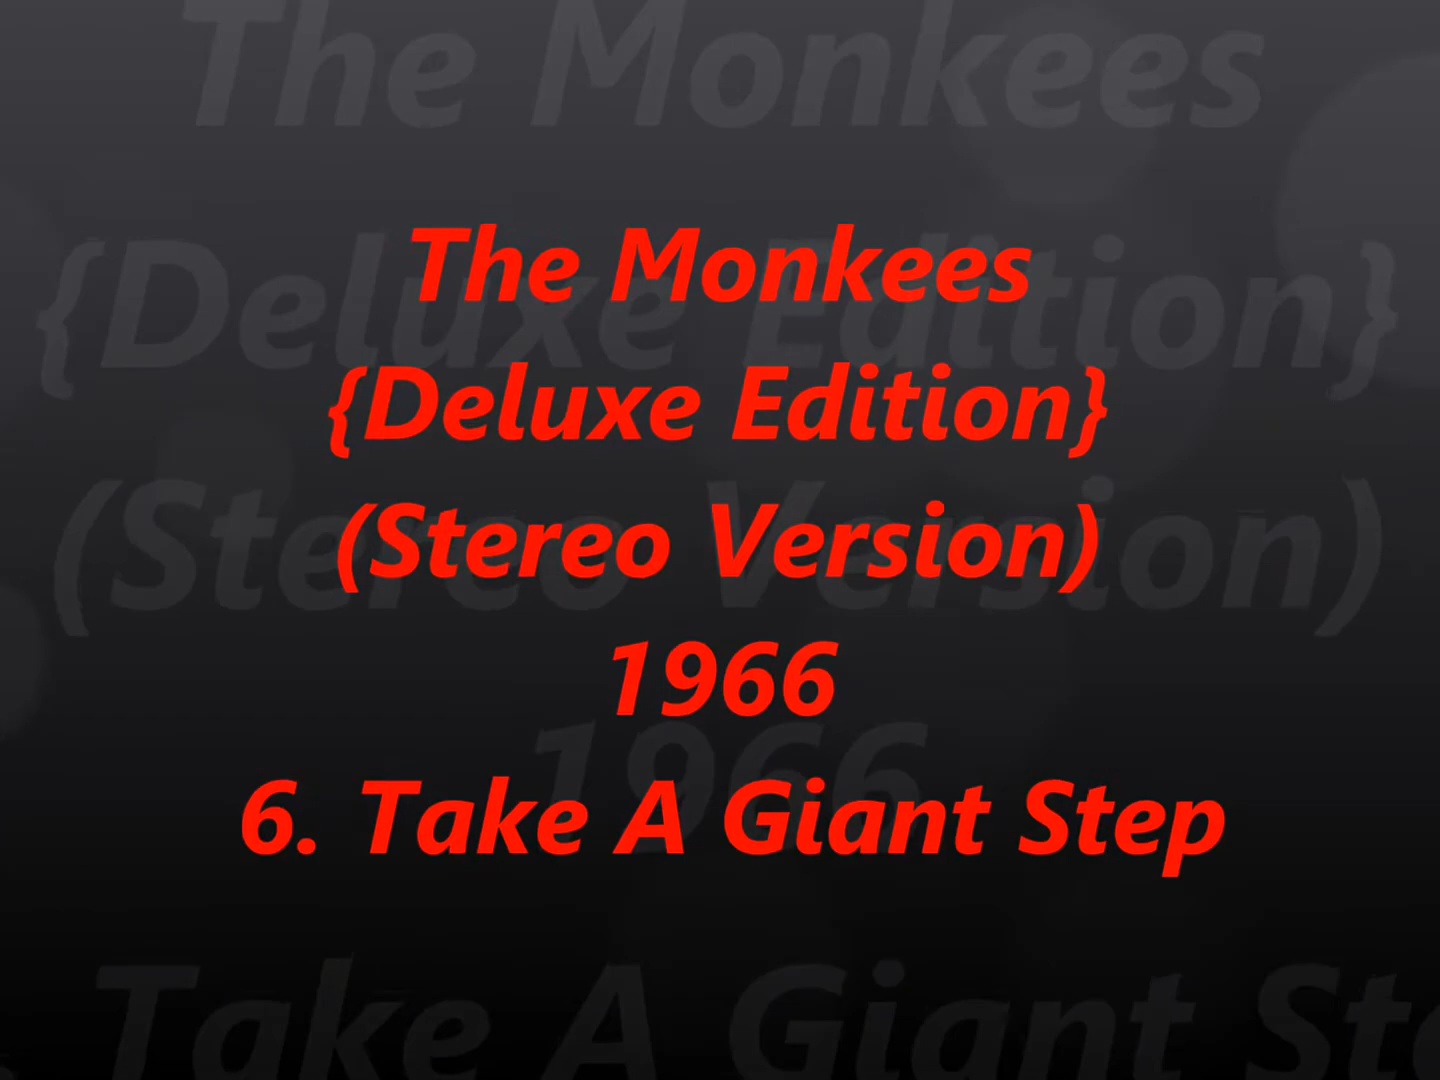 The Monkees
{Deluxe Edition}
(Stereo Version)
1966
6. Take A Giant Step